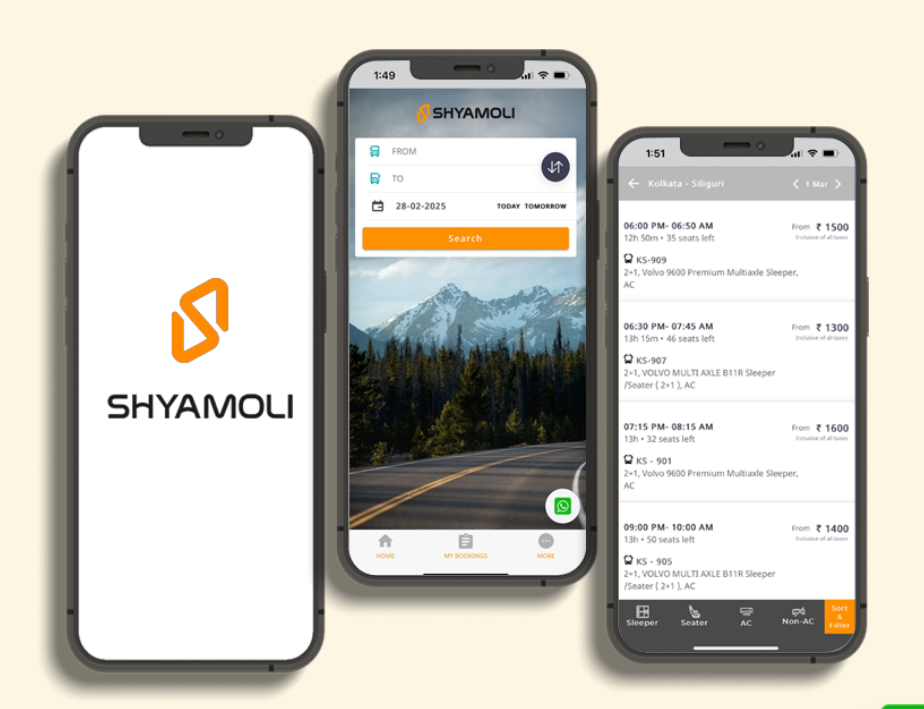 SHYAMOLI
1:49
SHYAMOLI
FROM
TO
28-02-2025 TODAY TOMORROW
Search
HOME MY BOOKINGS MORE
1:51
Kolkata - Siliguri 1 Mar
06:00 PM- 06:50 AM From ₹ 1500
12h 50m • 35 seats left Inclusive of all taxes
KS-909
2+1, Volvo 9600 Premium Multiaxle Sleeper,
AC
06:30 PM- 07:45 AM From ₹ 1300
13h 15m • 46 seats left Inclusive of all taxes
KS-907
2+1, VOLVO MULTI AXLE B11R Sleeper
/Seater ( 2+1 ), AC
07:15 PM- 08:15 AM From ₹ 1600
13h • 32 seats left Inclusive of all taxes
KS - 901
2+1, Volvo 9600 Premium Multiaxle Sleeper,
AC
09:00 PM- 10:00 AM From ₹ 1400
13h • 50 seats left Inclusive of all taxes
KS - 905
2+1, VOLVO MULTI AXLE B11R Sleeper
/Seater ( 2+1 ), AC
Sleeper Seater AC Non-AC Sort
&
Filter